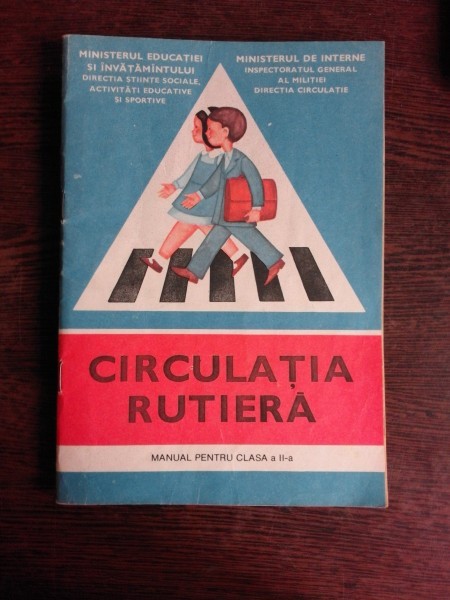 MINISTERUL EDUCAȚIEI
ȘI ÎNVĂȚĂMÎNTULUI
DIRECȚIA ȘTIINȚE SOCIALE,
ACTIVITĂȚI EDUCATIVE
ȘI SPORTIVE
MINISTERUL DE INTERNE
INSPECTORATUL GENERAL
AL MILIȚIEI
DIRECȚIA CIRCULAȚIE
CIRCULAȚIA
RUTIERĂ
MANUAL PENTRU CLASA a II-a